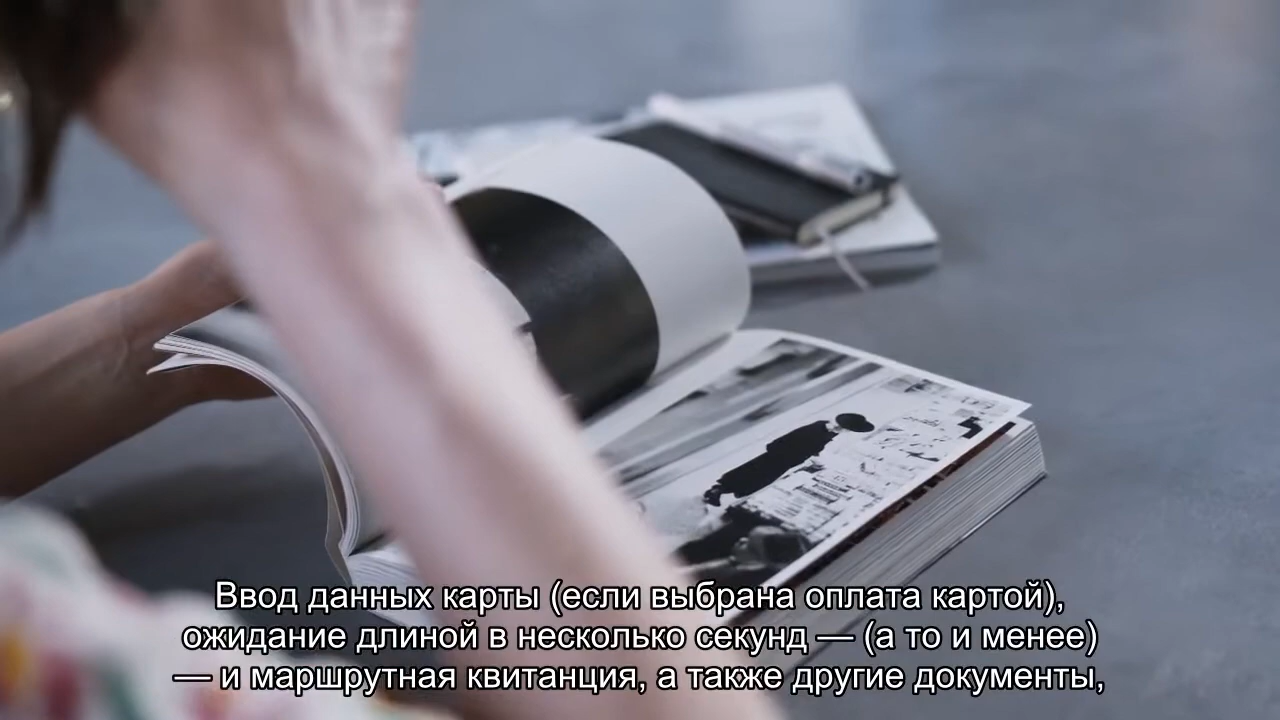 Ввод данных карты (если выбрана оплата картой),
ожидание длиной в несколько секунд — (а то и менее)
— и маршрутная квитанция, а также другие документы,